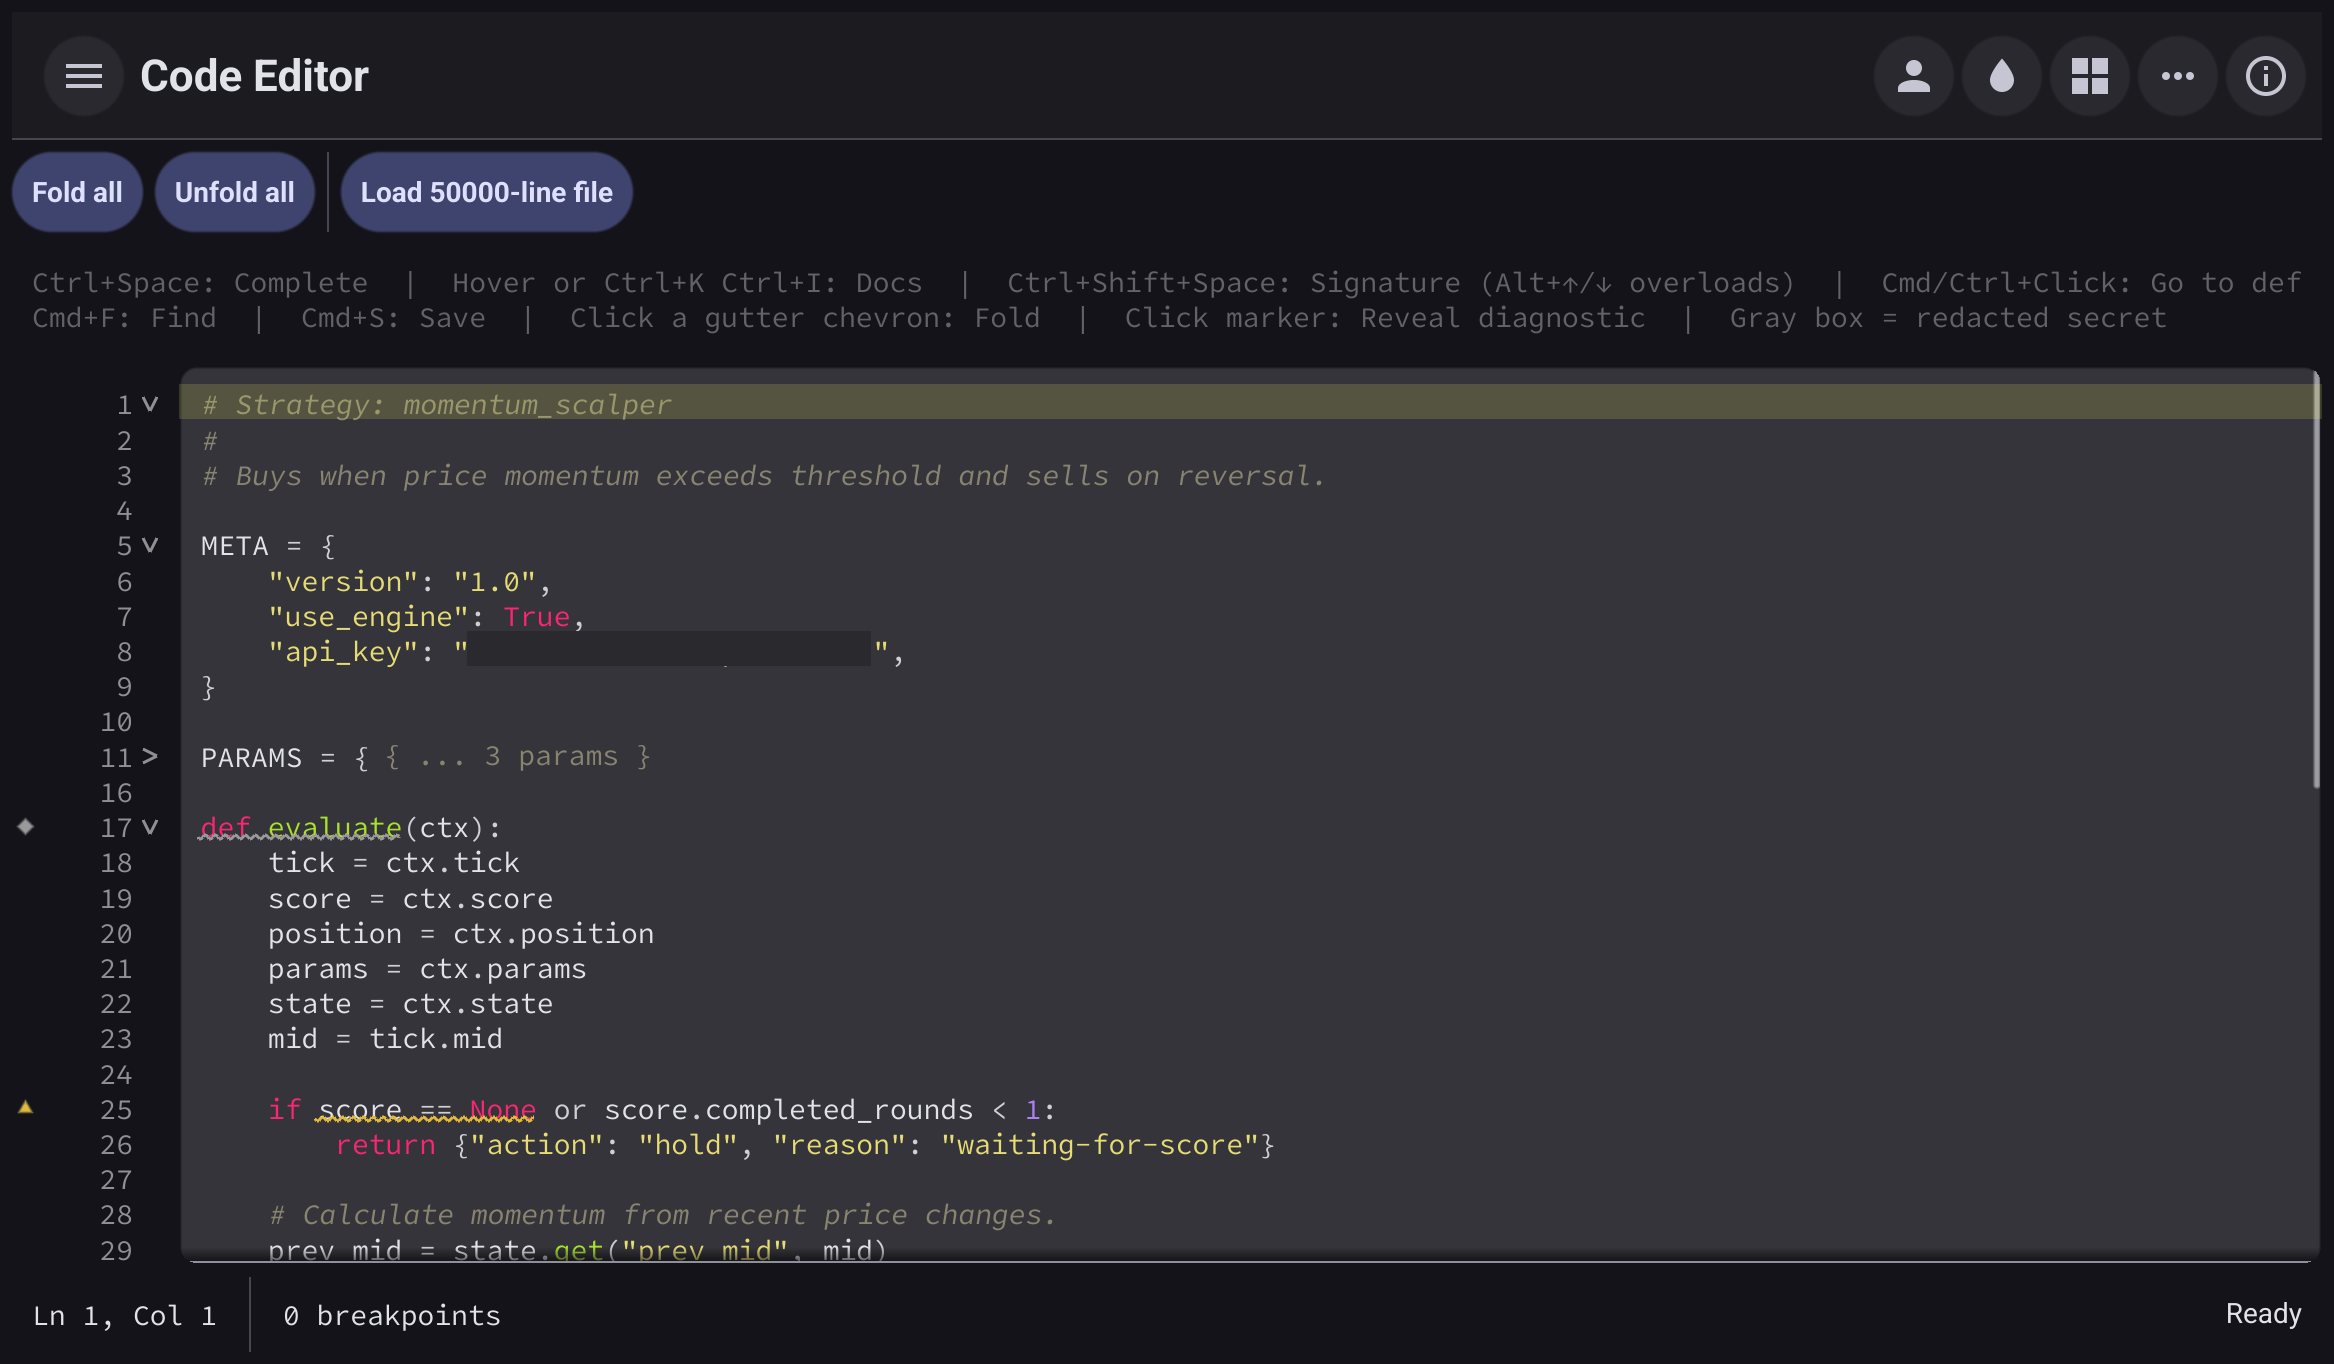 Code Editor
Fold all Unfold all Load 50000-line file
Ctrl+Space: Complete | Hover or Ctrl+K Ctrl+I: Docs | Ctrl+Shift+Space: Signature (Alt+↑/↓ overloads) | Cmd/Ctrl+Click: Go to def
Cmd+F: Find | Cmd+S: Save | Click a gutter chevron: Fold | Click marker: Reveal diagnostic | Gray box = redacted secret
1 # Strategy: momentum_scalper
2 #
3 # Buys when price momentum exceeds threshold and sells on reversal.
4
5 META = {
6     "version": "1.0",
7     "use_engine": True,
8     "api_key": "",
9 }
10
11 PARAMS = { { ... 3 params }
16
17 def evaluate(ctx):
18     tick = ctx.tick
19     score = ctx.score
20     position = ctx.position
21     params = ctx.params
22     state = ctx.state
23     mid = tick.mid
24
25     if score == None or score.completed_rounds < 1:
26         return {"action": "hold", "reason": "waiting-for-score"}
27
28     # Calculate momentum from recent price changes.
29     prev_mid = state.get("prev_mid", mid)
Ln 1, Col 1 0 breakpoints Ready